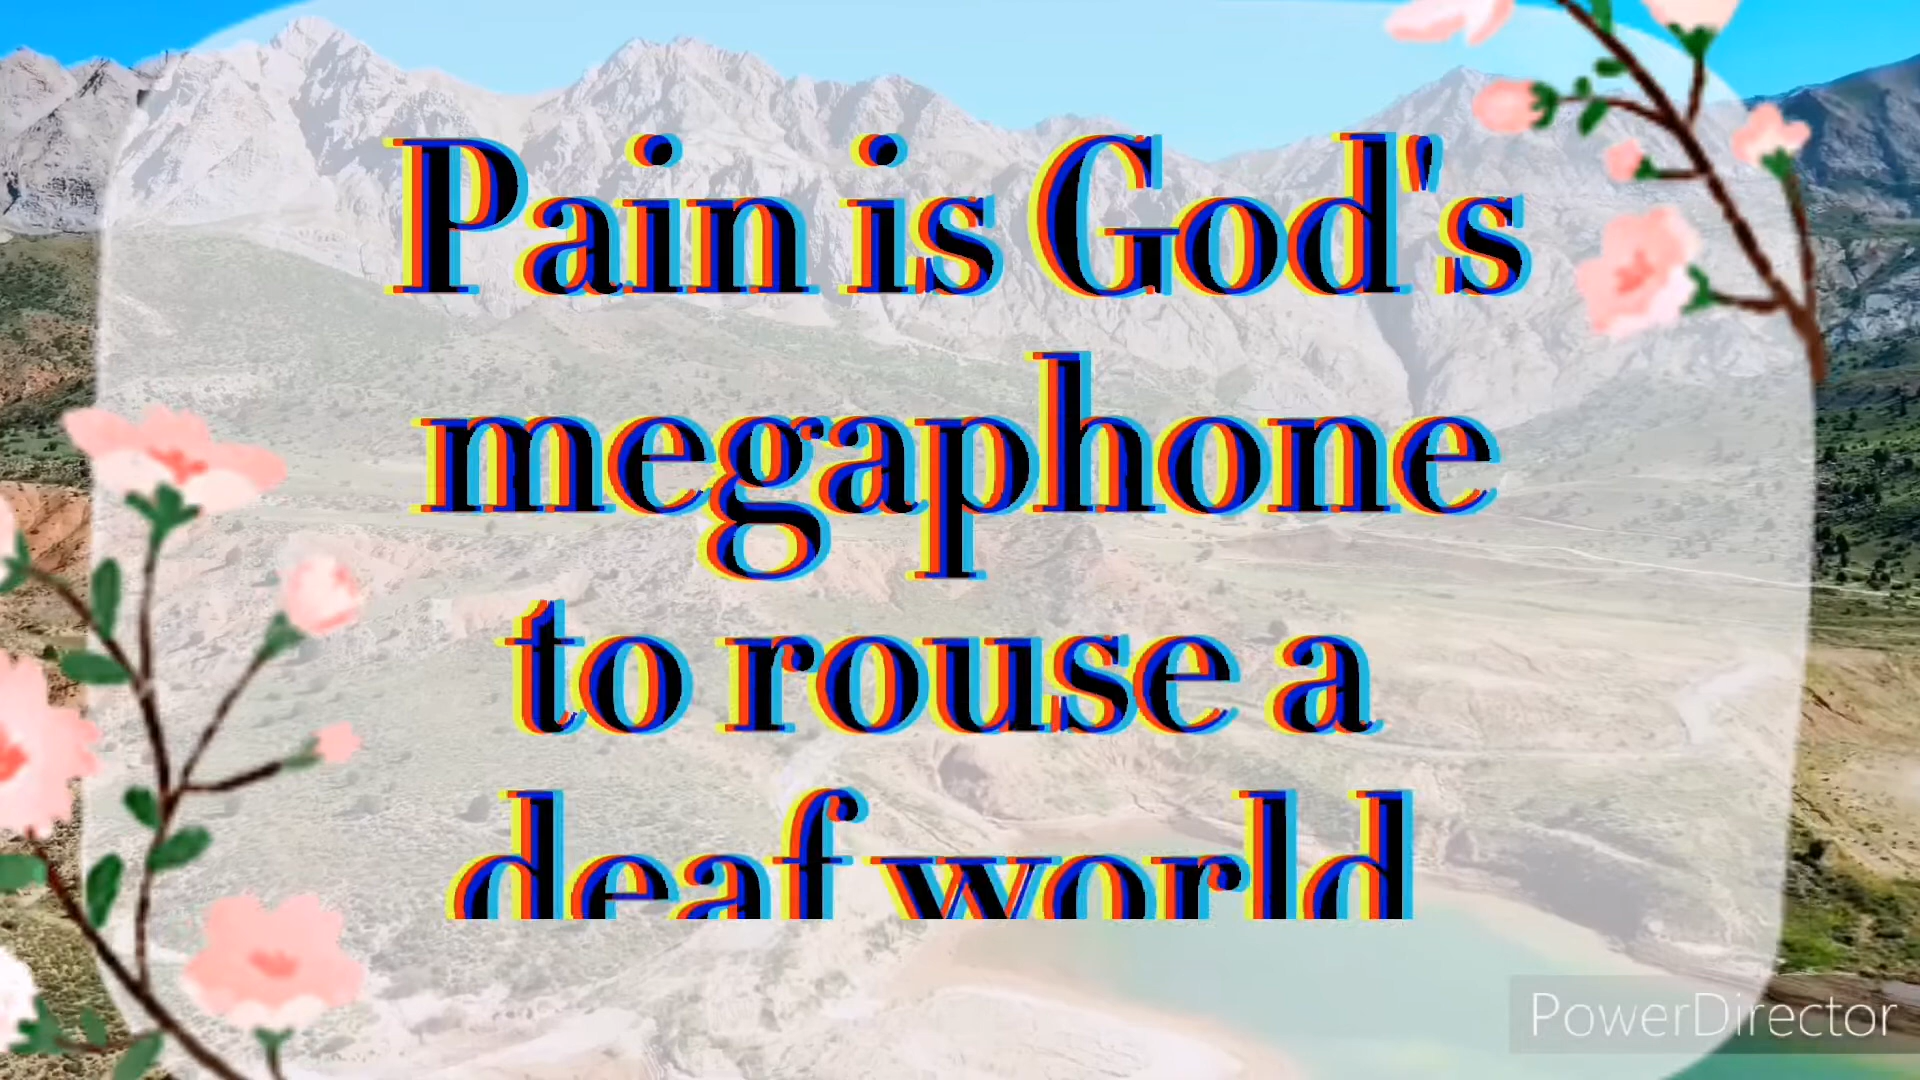 Pain is God's
megaphone
to rouse a
deaf world
PowerDirector